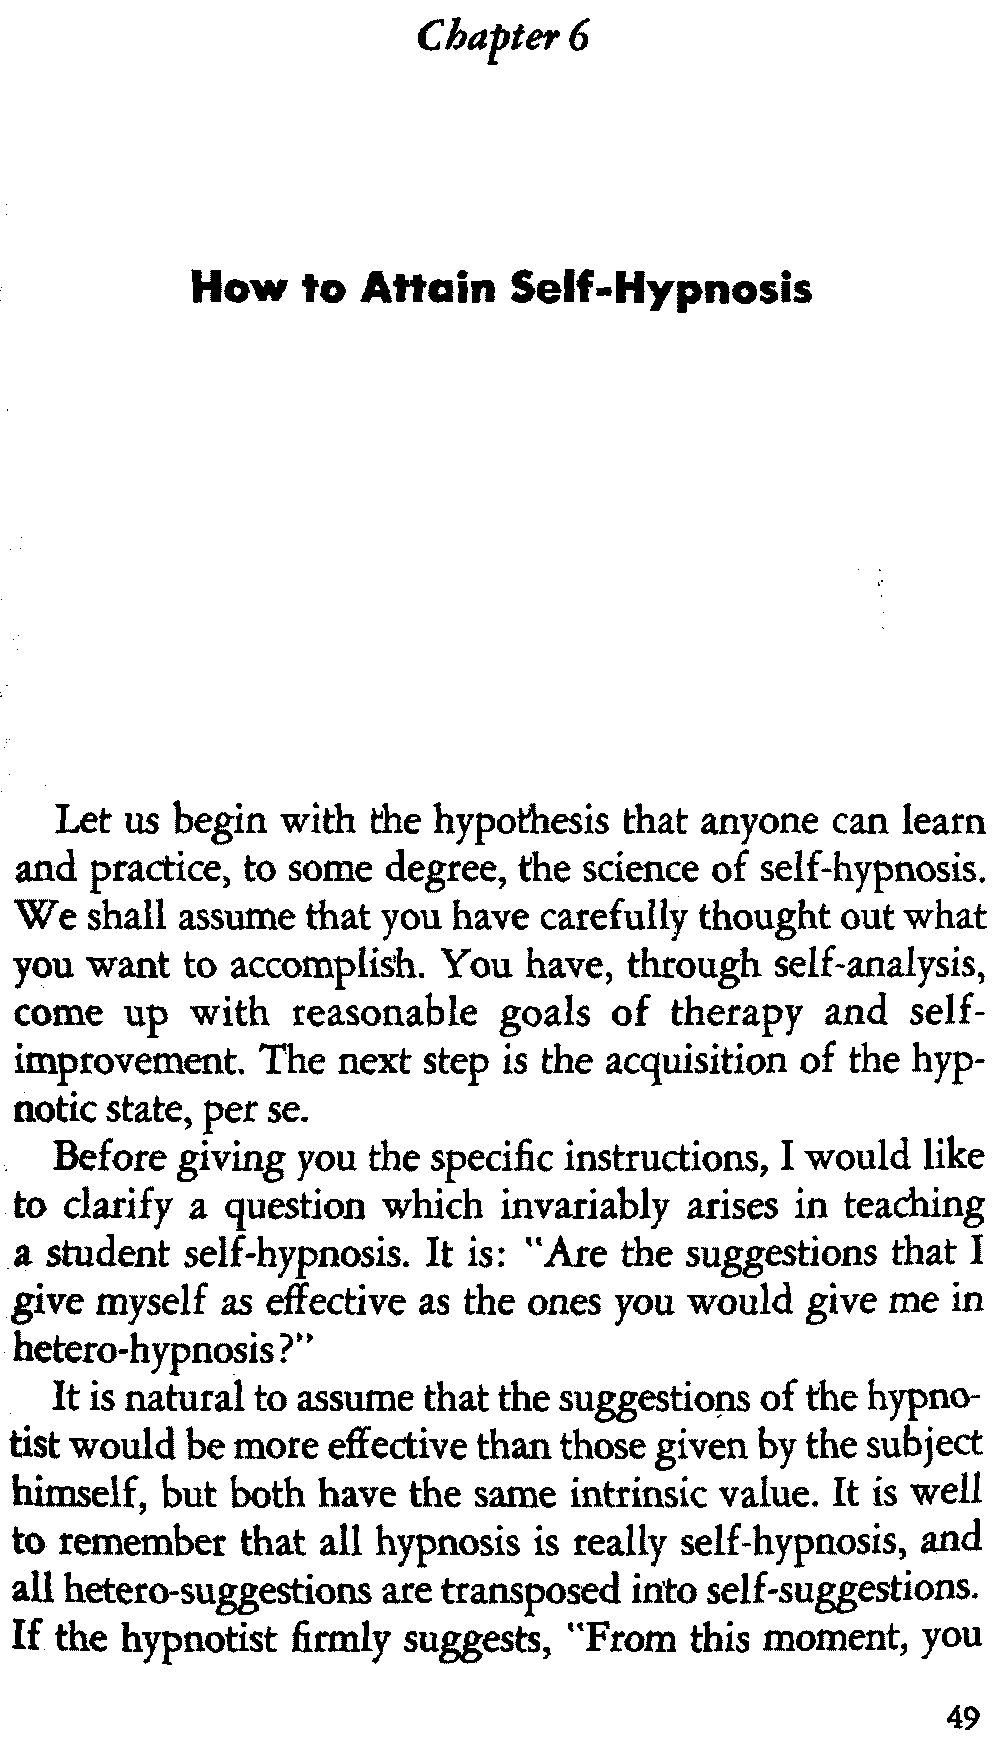 Chapter 6
How to Attain Self-Hypnosis
Let us begin with the hypothesis that anyone can learn
and practice, to some degree, the science of self-hypnosis.
We shall assume that you have carefully thought out what
you want to accomplish. You have, through self-analysis,
come up with reasonable goals of therapy and self-
improvement. The next step is the acquisition of the hyp-
notic state, per se.
Before giving you the specific instructions, I would like
to clarify a question which invariably arises in teaching
a student self-hypnosis. It is: "Are the suggestions that I
give myself as effective as the ones you would give me in
hetero-hypnosis?"
It is natural to assume that the suggestions of the hypno-
tist would be more effective than those given by the subject
himself, but both have the same intrinsic value. It is well
to remember that all hypnosis is really self-hypnosis, and
all hetero-suggestions are transposed into self-suggestions.
If the hypnotist firmly suggests, "From this moment, you
49